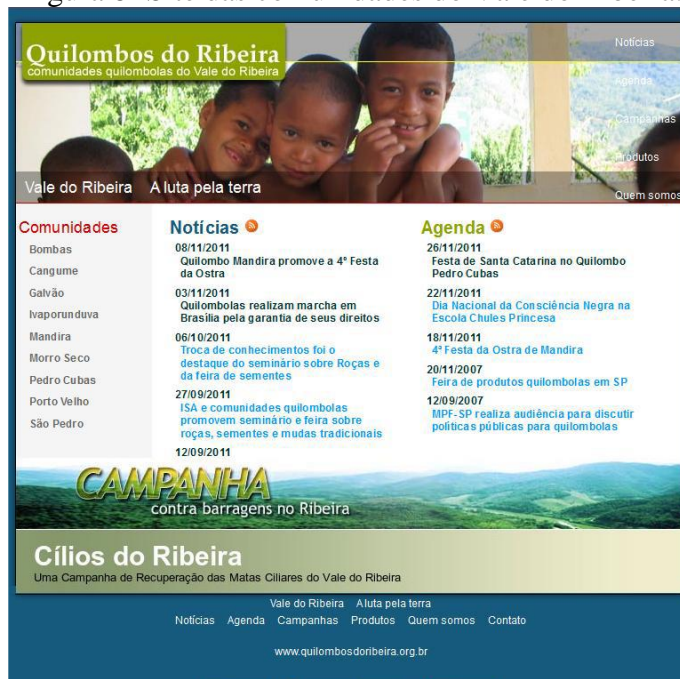 Quilombos do Ribeira
comunidades quilombolas do Vale do Ribeira
Notícias
Agenda
Campanhas
Produtos
Quem somos
Vale do Ribeira A luta pela terra
Comunidades
Bombas
Cangume
Galvão
Ivaporunduva
Mandira
Morro Seco
Pedro Cubas
Porto Velho
São Pedro
Notícias
08/11/2011
Quilombo Mandira promove a 4ª Festa
da Ostra
03/11/2011
Quilombolas realizam marcha em
Brasília pela garantia de seus direitos
06/10/2011
Troca de conhecimentos foi o
destaque do seminário sobre Roças e
da feira de sementes
27/09/2011
ISA e comunidades quilombolas
promovem seminário e feira sobre
roças, sementes e mudas tradicionais
12/09/2011
Agenda
26/11/2011
Festa de Santa Catarina no Quilombo
Pedro Cubas
22/11/2011
Dia Nacional da Consciência Negra na
Escola Chules Princesa
18/11/2011
4ª Festa da Ostra de Mandira
20/11/2007
Feira de produtos quilombolas em SP
12/09/2007
MPF-SP realiza audiência para discutir
políticas públicas para quilombolas
CAMPANHA
contra barragens no Ribeira
Cílios do Ribeira
Uma Campanha de Recuperação das Matas Ciliares do Vale do Ribeira
Vale do Ribeira A luta pela terra
Notícias Agenda Campanhas Produtos Quem somos Contato
www.quilombosdoribeira.org.br